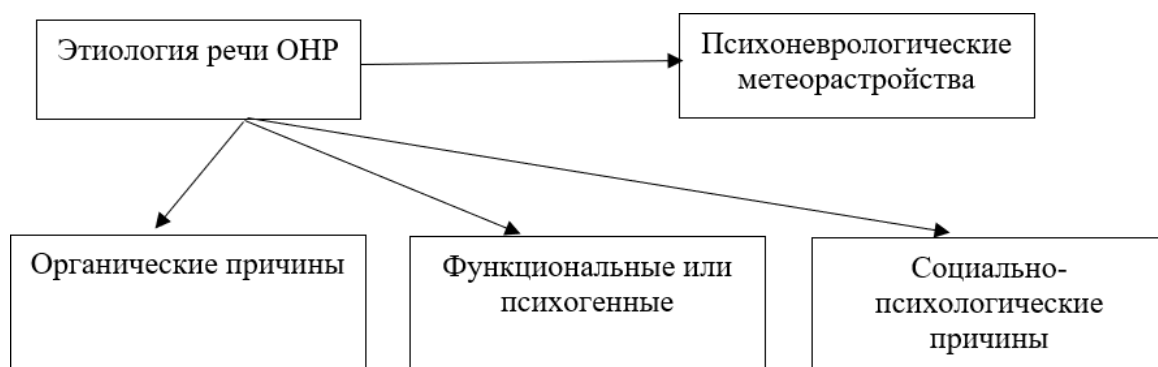 Этиология речи ОНР
Психоневрологические
метеорастройства
Органические причины
Функциональные или
психогенные
Социально-
психологические
причины